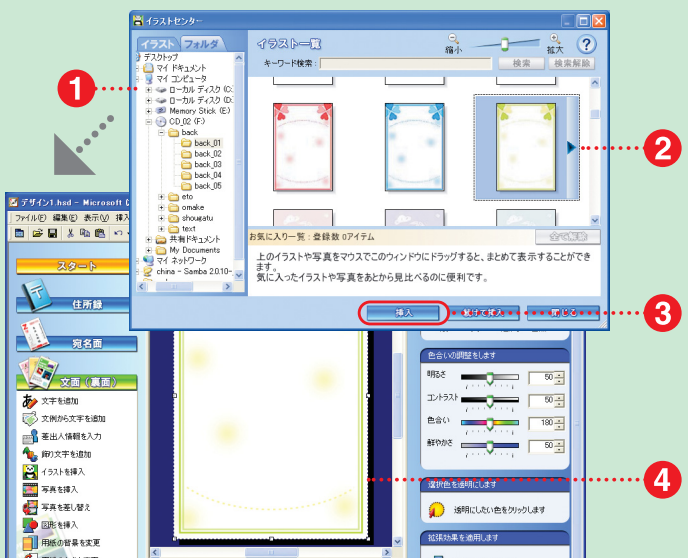 イラストセンター
イラスト フォルダ
デスクトップ
マイ ドキュメント
マイ コンピュータ
ローカル ディスク (C:
ローカル ディスク (D:
Memory Stick (E:)
CD_02 (F:)
back
back_01
back_02
back_03
back_04
back_05
eto
omake
shougatu
text
共有ドキュメント
My Documents
マイ ネットワーク
china - Samba 2.0.10-
イラスト一覧
縮小 拡大 ?
キーワード検索: 検索 検索解除
お気に入り一覧：登録数 0アイテム 全て解除
上のイラストや写真をマウスでこのウィンドウにドラッグすると、まとめて表示することができ
ます。
気に入ったイラストや写真をあとから見比べるのに便利です。
挿入 続けて挿入 閉じる
1
2
3
4
デザイン1.hsd - Microsoft
ファイル(F) 編集(E) 表示(V) 挿入
スタート
住所録
宛名面
文面（裏面）
文字を追加
文例から文字を追加
差出人情報を入力
飾り文字を追加
イラストを挿入
写真を挿入
写真を差し替え
図形を挿入
用紙の背景を変更
色合いの調整をします
明るさ 50
コントラスト 50
色合い 180
鮮やかさ 50
選択色を透明にします
透明にしたい色をクリックします
拡張効果を適用します